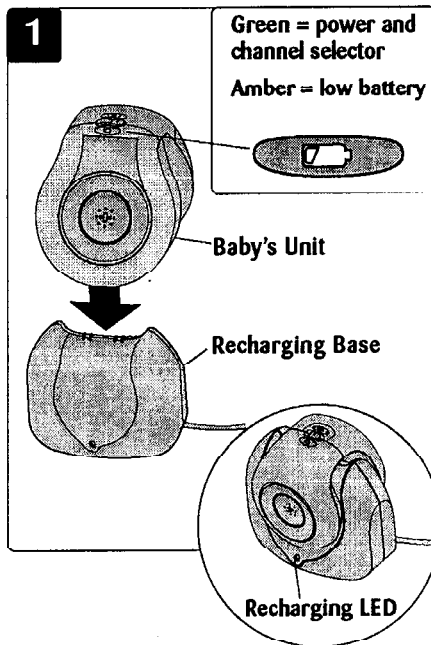 1
Green = power and
channel selector
Amber = low battery
Baby's Unit
Recharging Base
Recharging LED